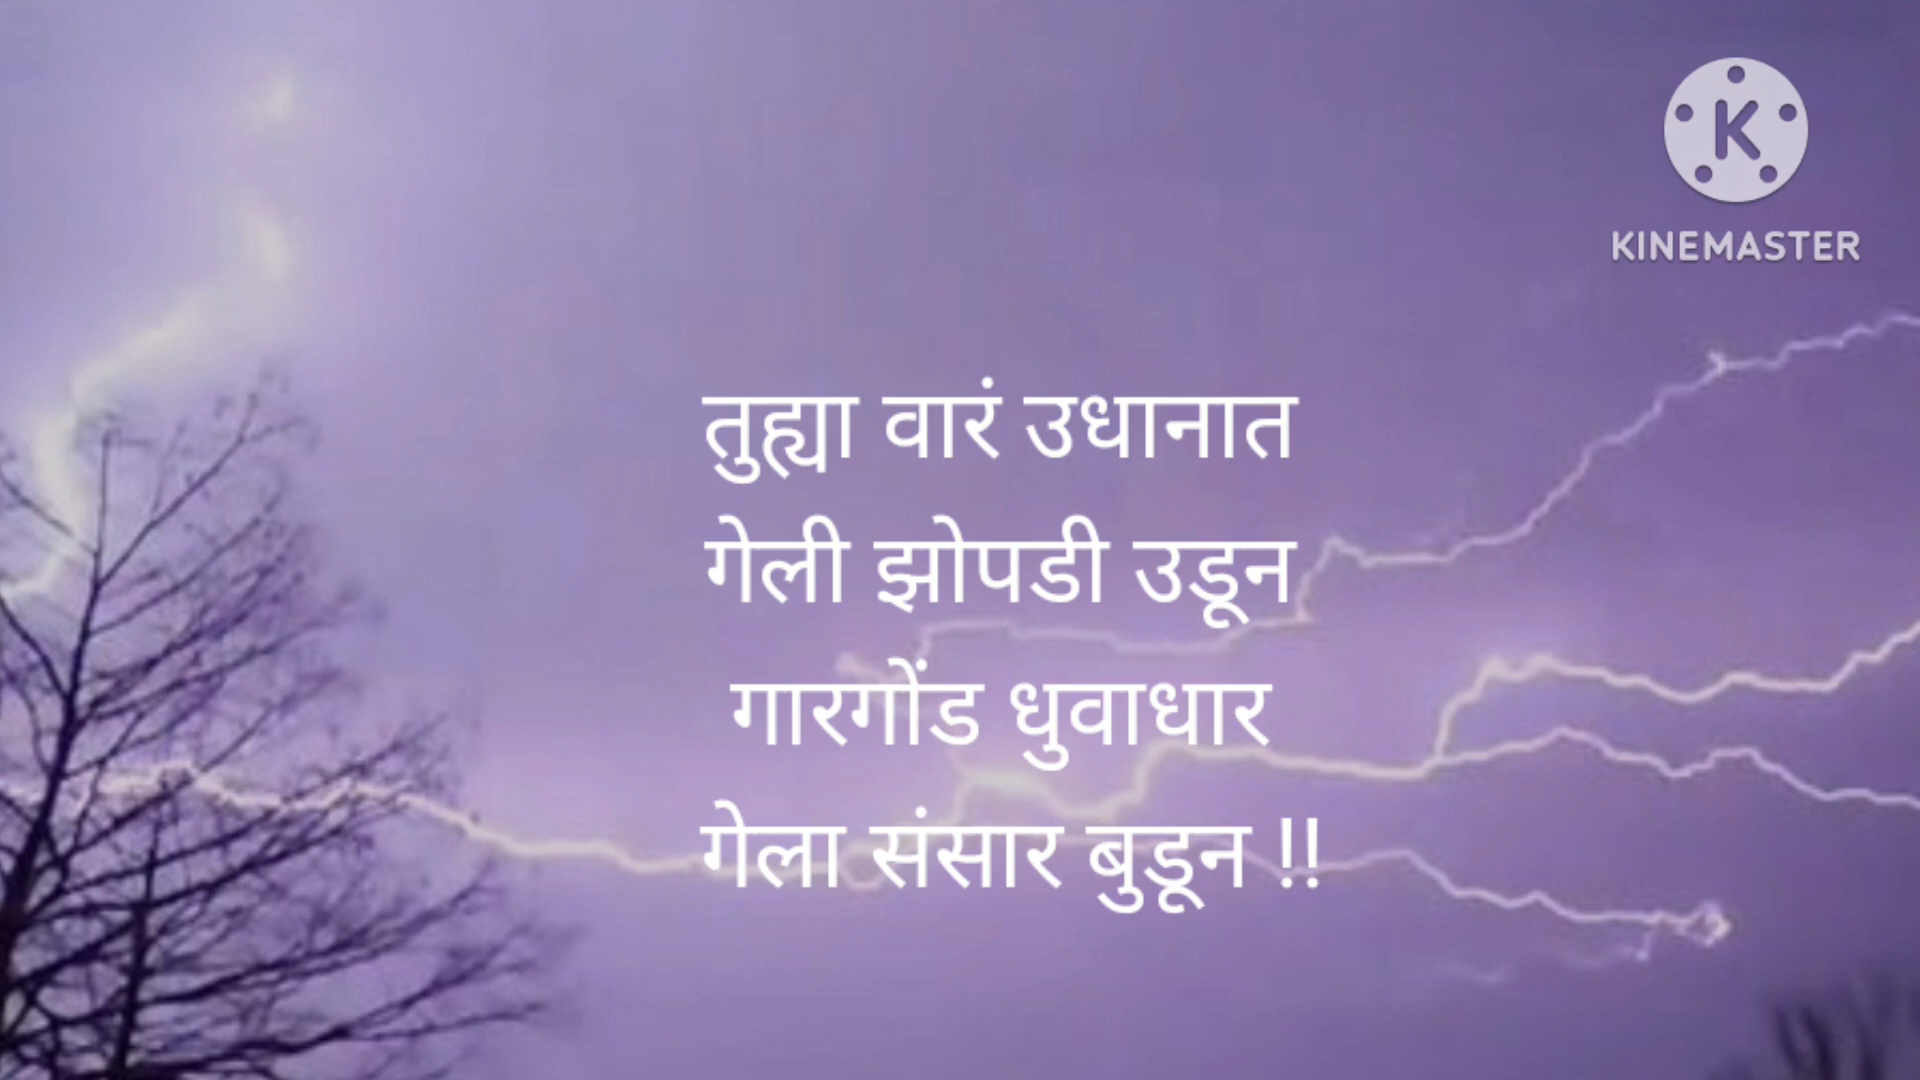 KINEMASTER
तुह्या वारं उधानात
गेली झोपडी उडून
गारगोंड धुवाधार
गेला संसार बुडून !!